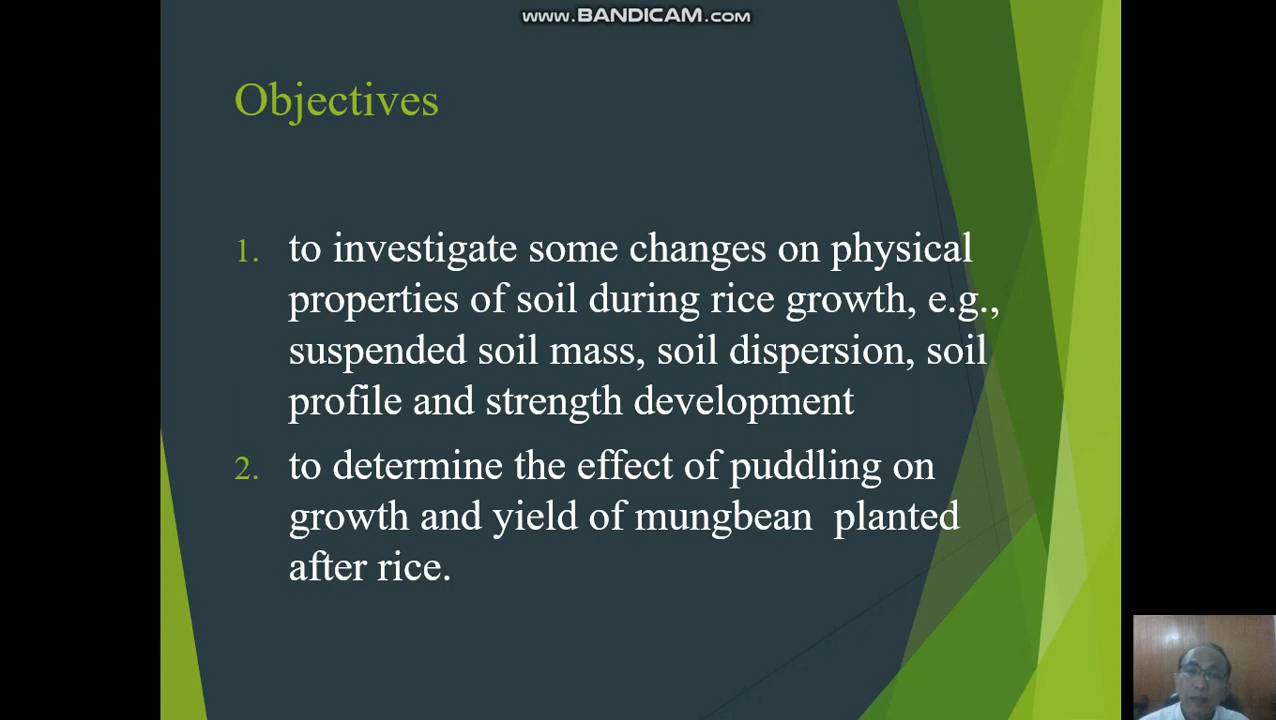 www.BANDICAM.com
Objectives
1. to investigate some changes on physical
properties of soil during rice growth, e.g.,
suspended soil mass, soil dispersion, soil
profile and strength development
2. to determine the effect of puddling on
growth and yield of mungbean  planted
after rice.